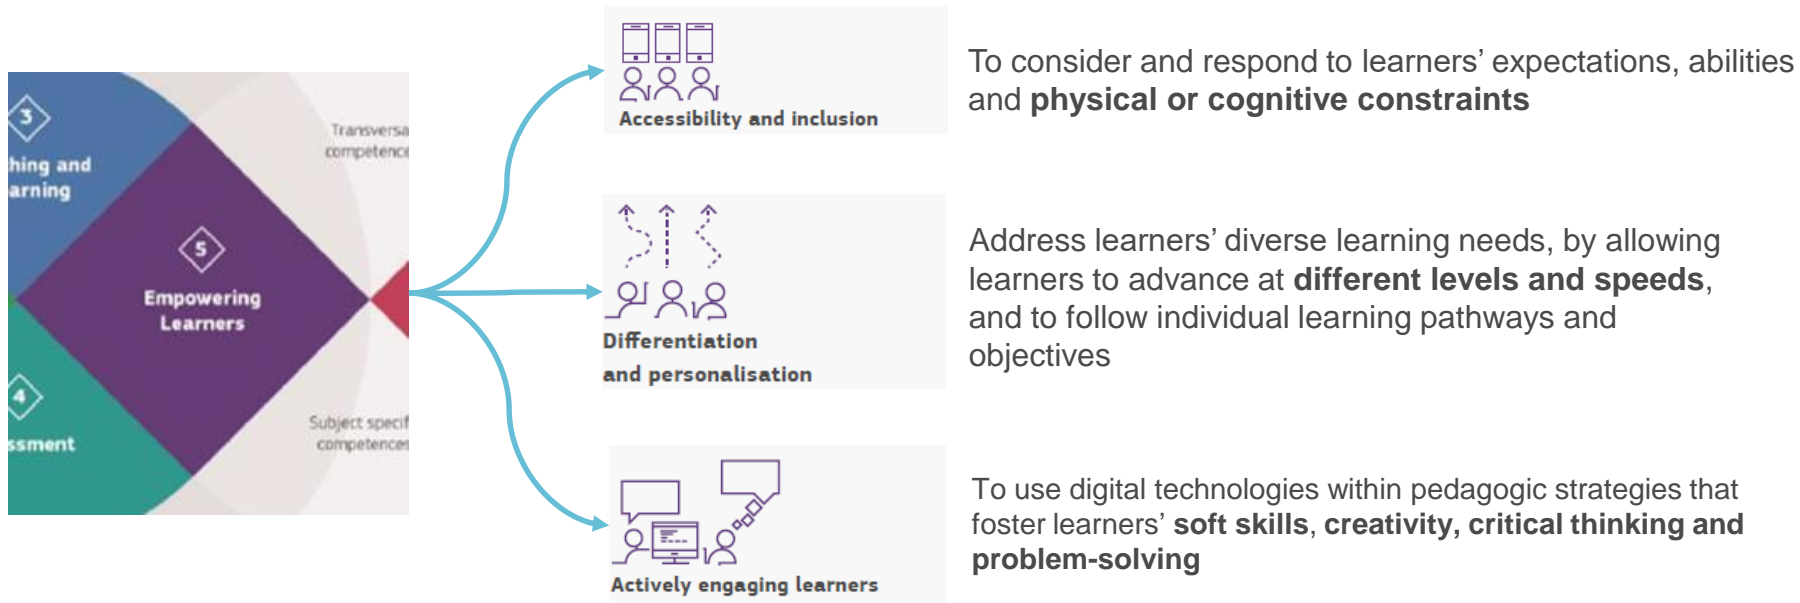 3
hing and
arning
5
Empowering
Learners
4
ssment
Transversa
competence
Subject specif
competences
Accessibility and inclusion
To consider and respond to learners’ expectations, abilities
and physical or cognitive constraints
Differentiation
and personalisation
Address learners’ diverse learning needs, by allowing
learners to advance at different levels and speeds,
and to follow individual learning pathways and
objectives
Actively engaging learners
To use digital technologies within pedagogic strategies that
foster learners’ soft skills, creativity, critical thinking and
problem-solving